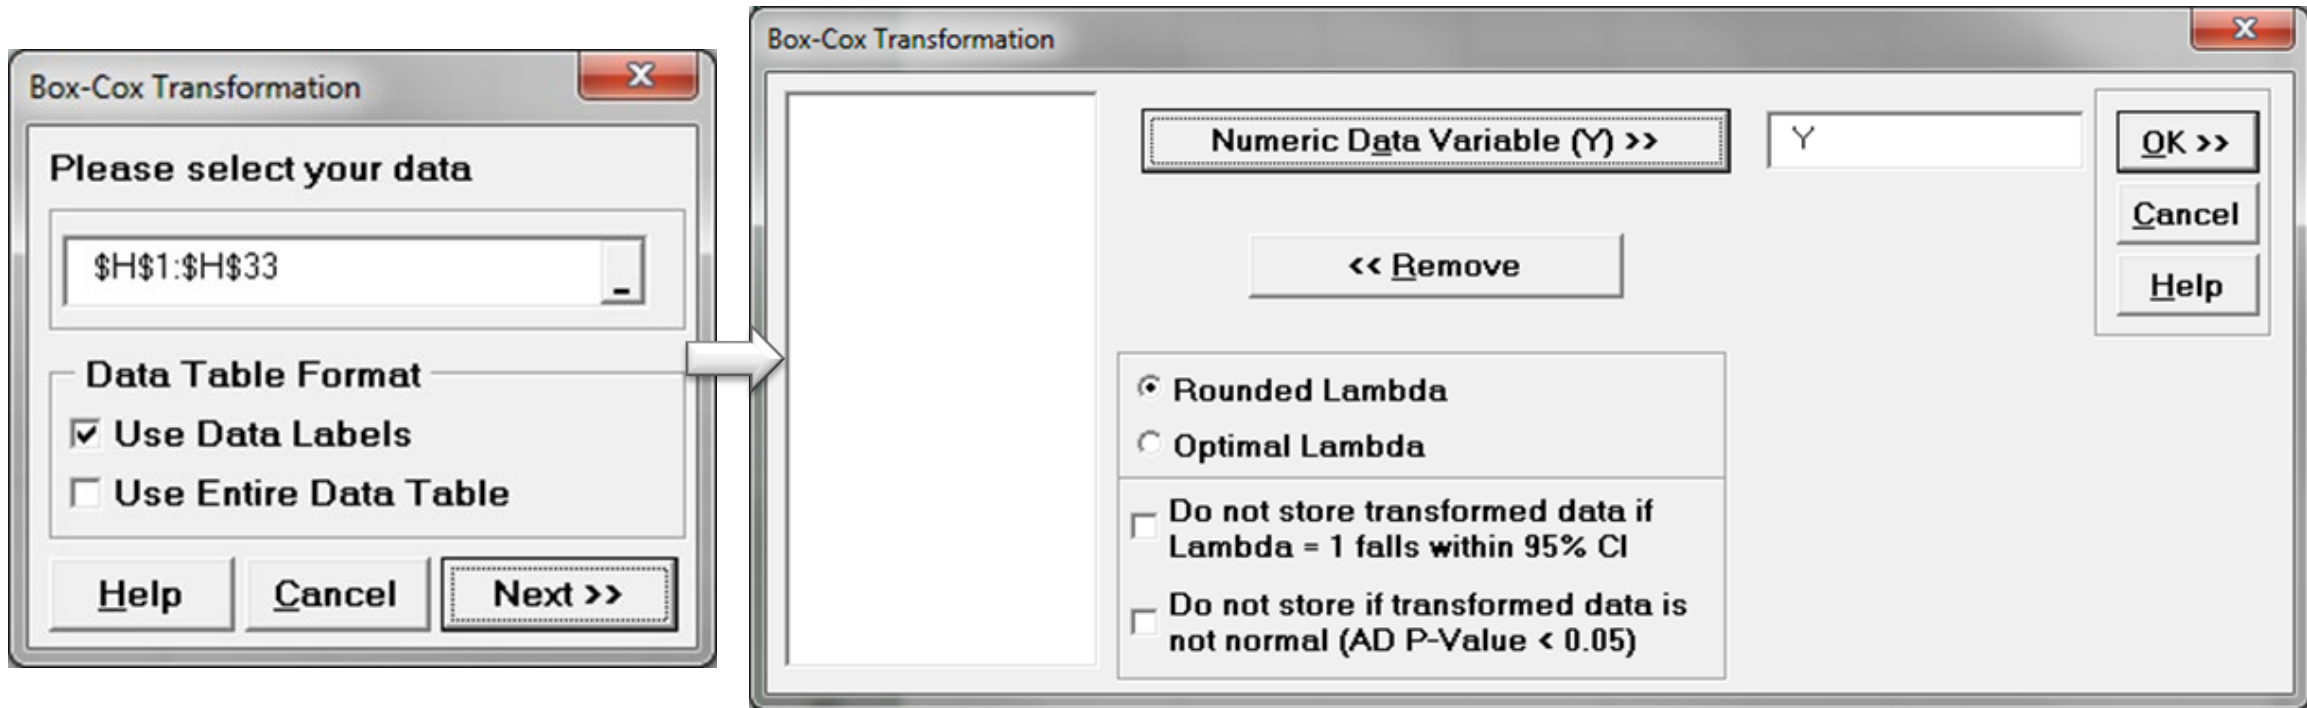 Box-Cox Transformation
X
Please select your data
$H$1:$H$33
_
Data Table Format
Use Data Labels
Use Entire Data Table
Help
Cancel
Next >>
Box-Cox Transformation
X
Numeric Data Variable (Y) >>
Y
OK >>
Cancel
<< Remove
Help
Rounded Lambda
Optimal Lambda
Do not store transformed data if
Lambda = 1 falls within 95% CI
Do not store if transformed data is
not normal (AD P-Value < 0.05)